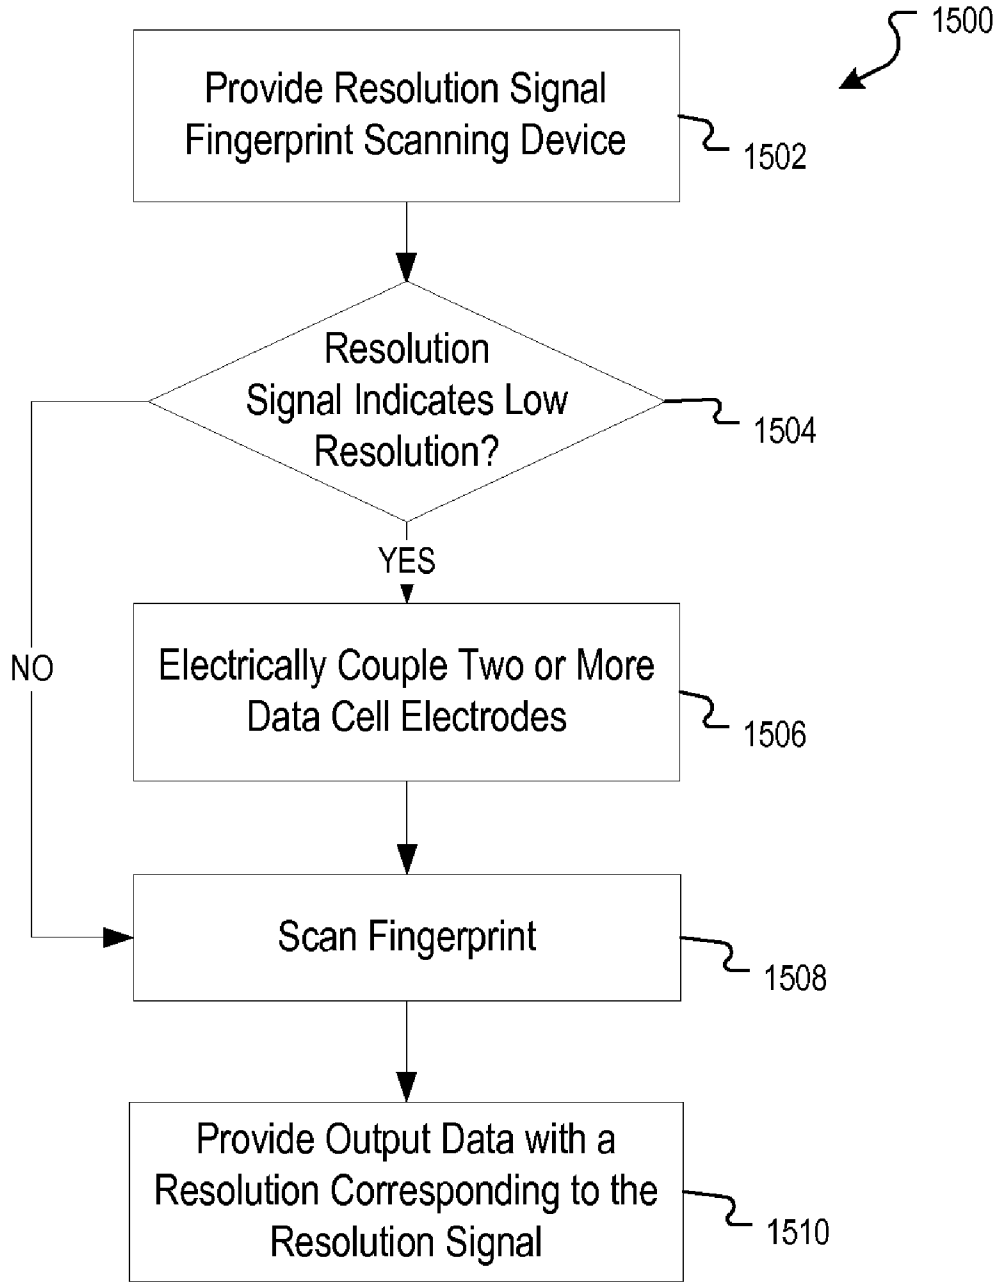 1500
Provide Resolution Signal
Fingerprint Scanning Device
1502
Resolution
Signal Indicates Low
Resolution?
1504
YES
NO
Electrically Couple Two or More
Data Cell Electrodes
1506
Scan Fingerprint
1508
Provide Output Data with a
Resolution Corresponding to the
Resolution Signal
1510